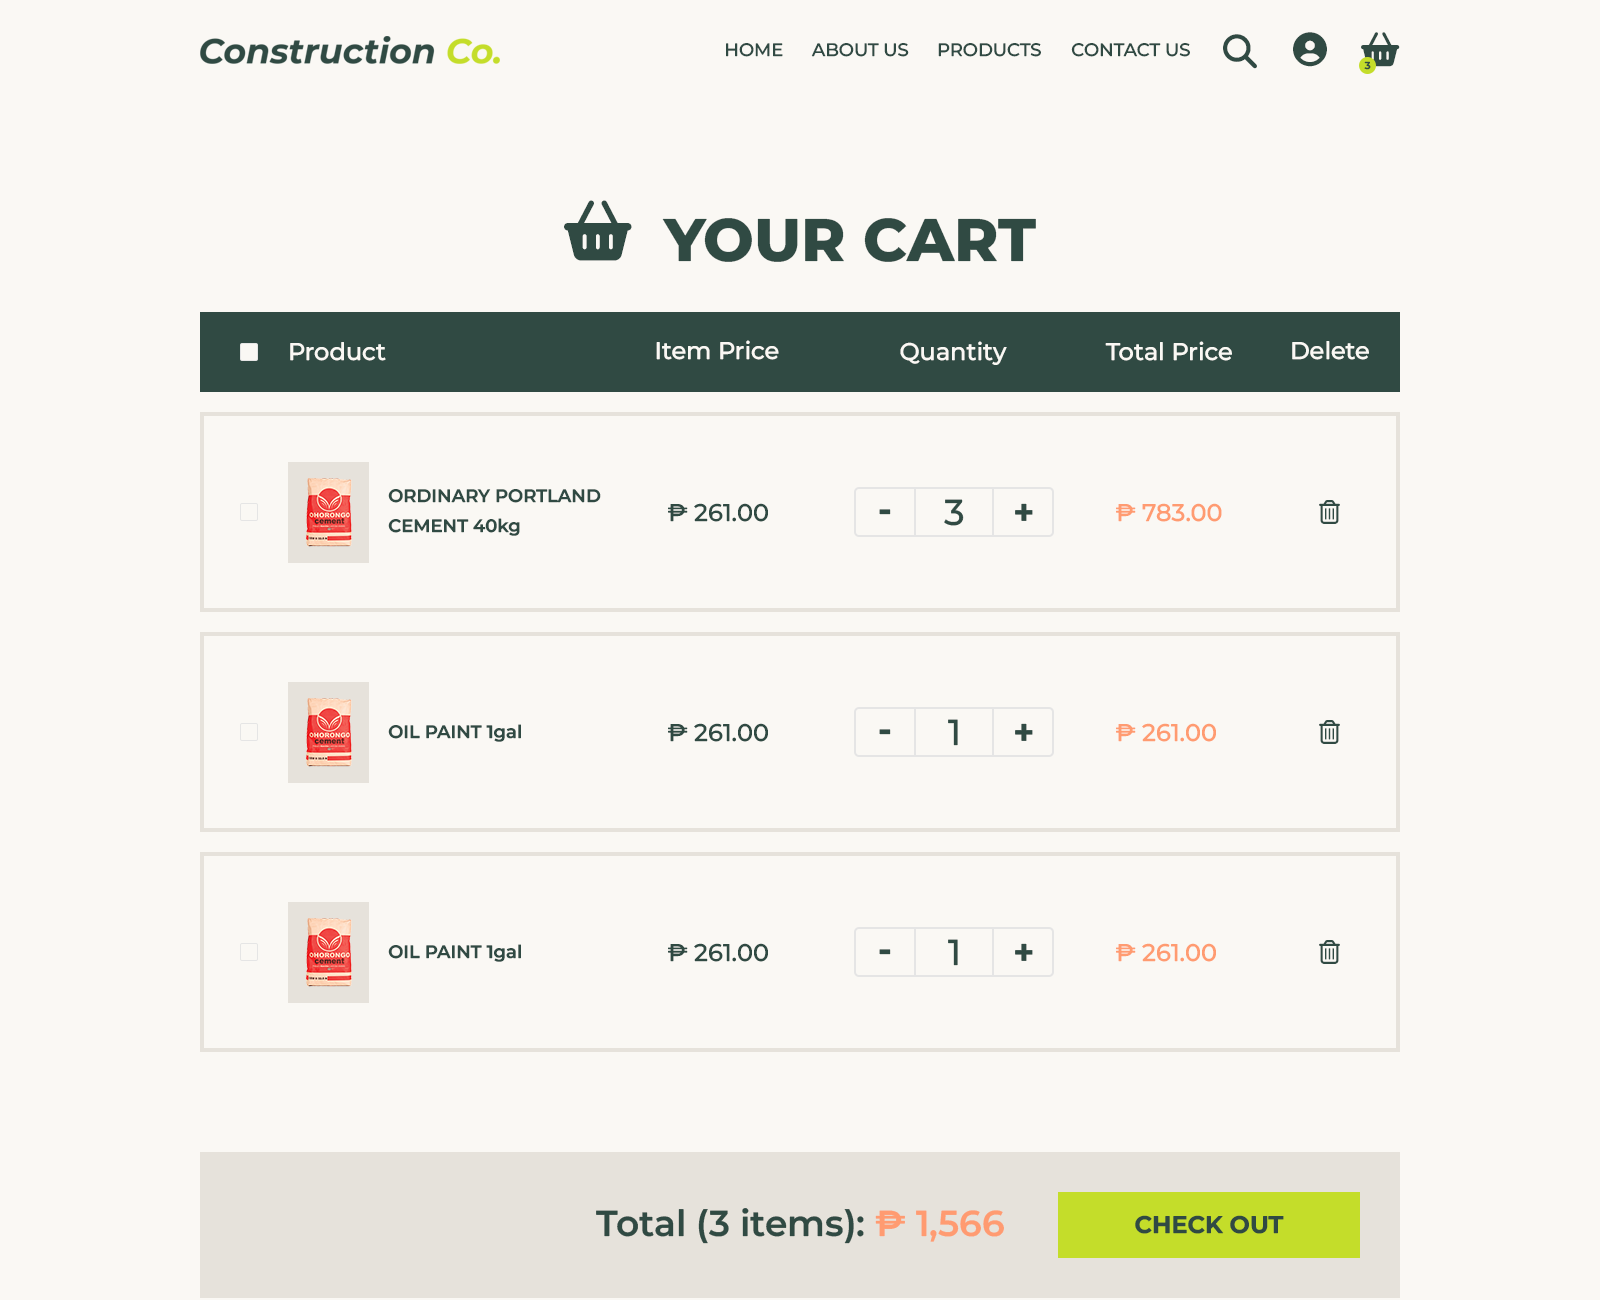 Construction Co.
HOME ABOUT US PRODUCTS CONTACT US
3
YOUR CART
Product Item Price Quantity Total Price Delete
OHORONGO
cement
ORDINARY PORTLAND
CEMENT 40kg
₱ 261.00 - 3 + ₱ 783.00
OHORONGO
cement
OIL PAINT 1gal ₱ 261.00 - 1 + ₱ 261.00
OHORONGO
cement
OIL PAINT 1gal ₱ 261.00 - 1 + ₱ 261.00
Total (3 items): ₱ 1,566 CHECK OUT